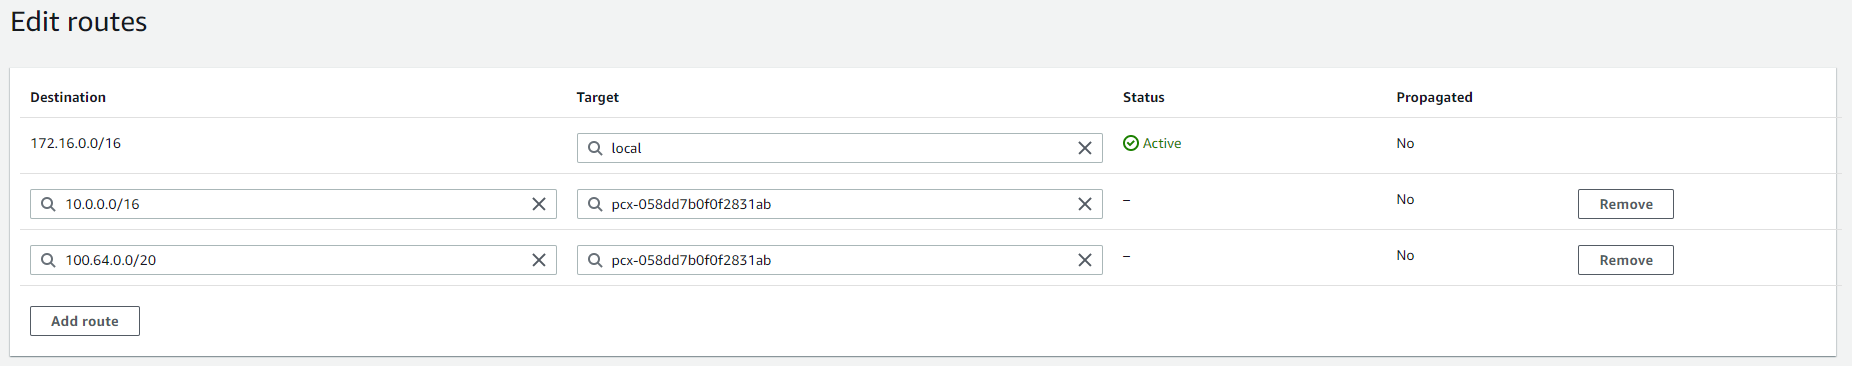 Edit routes
Destination Target Status Propagated
172.16.0.0/16 local Active No
10.0.0.0/16 pcx-058dd7b0f0f2831ab – No Remove
100.64.0.0/20 pcx-058dd7b0f0f2831ab – No Remove
Add route